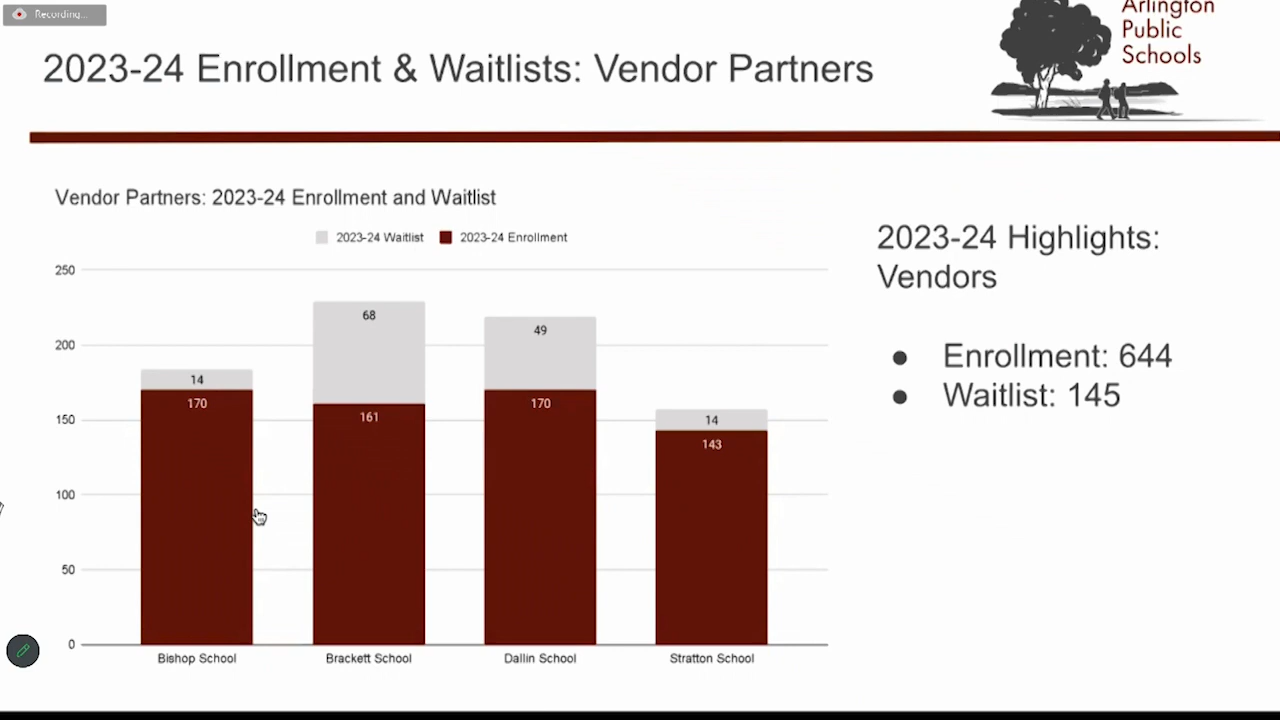 Recording...
2023-24 Enrollment & Waitlists: Vendor Partners
Arlington
Public
Schools
Vendor Partners: 2023-24 Enrollment and Waitlist
2023-24 Waitlist 2023-24 Enrollment
250
200
150
100
50
0
14
170
68
161
49
170
14
143
Bishop School Brackett School Dallin School Stratton School
2023-24 Highlights:
Vendors
● Enrollment: 644
● Waitlist: 145